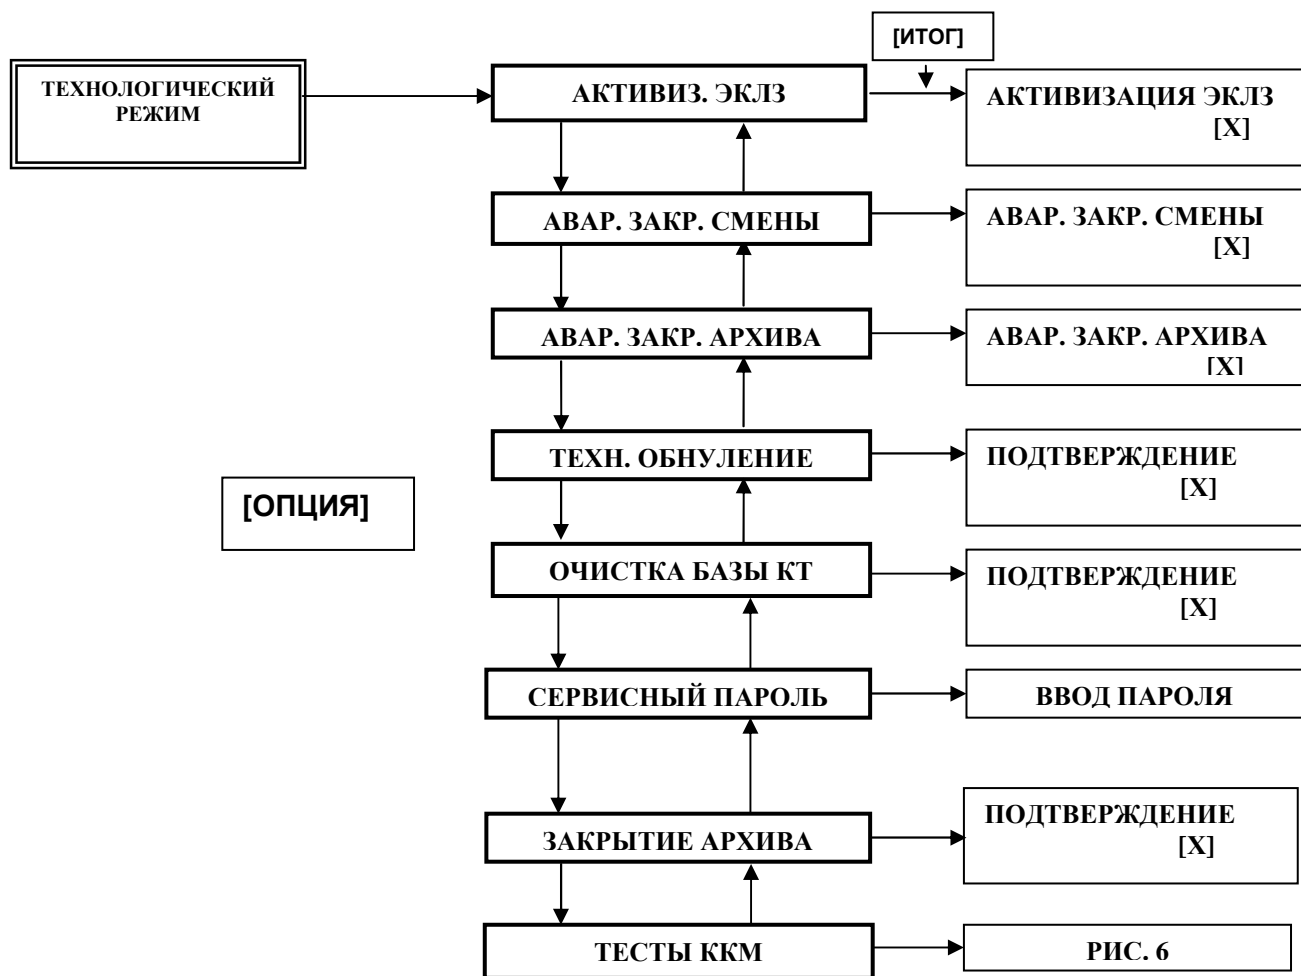 [ИТОГ]
ТЕХНОЛОГИЧЕСКИЙ
РЕЖИМ
АКТИВИЗ. ЭКЛЗ
АКТИВИЗАЦИЯ ЭКЛЗ
[X]
АВАР. ЗАКР. СМЕНЫ
АВАР. ЗАКР. СМЕНЫ
[X]
АВАР. ЗАКР. АРХИВА
АВАР. ЗАКР. АРХИВА
[X]
ТЕХН. ОБНУЛЕНИЕ
ПОДТВЕРЖДЕНИЕ
[X]
[ОПЦИЯ]
ОЧИСТКА БАЗЫ КТ
ПОДТВЕРЖДЕНИЕ
[X]
СЕРВИСНЫЙ ПАРОЛЬ
ВВОД ПАРОЛЯ
ЗАКРЫТИЕ АРХИВА
ПОДТВЕРЖДЕНИЕ
[X]
ТЕСТЫ ККМ
РИС. 6